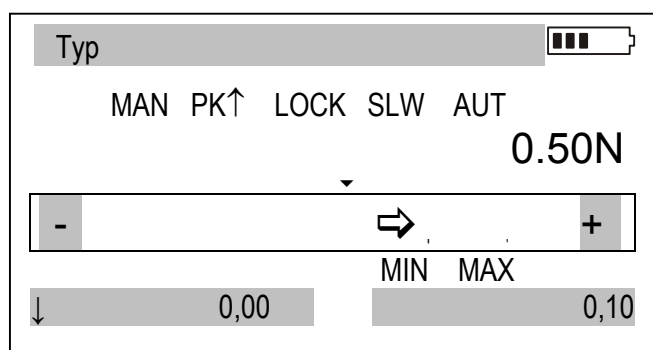 Typ
MAN PK↑ LOCK SLW AUT
0.50N
- +
MIN MAX
↓ 0,00 0,10